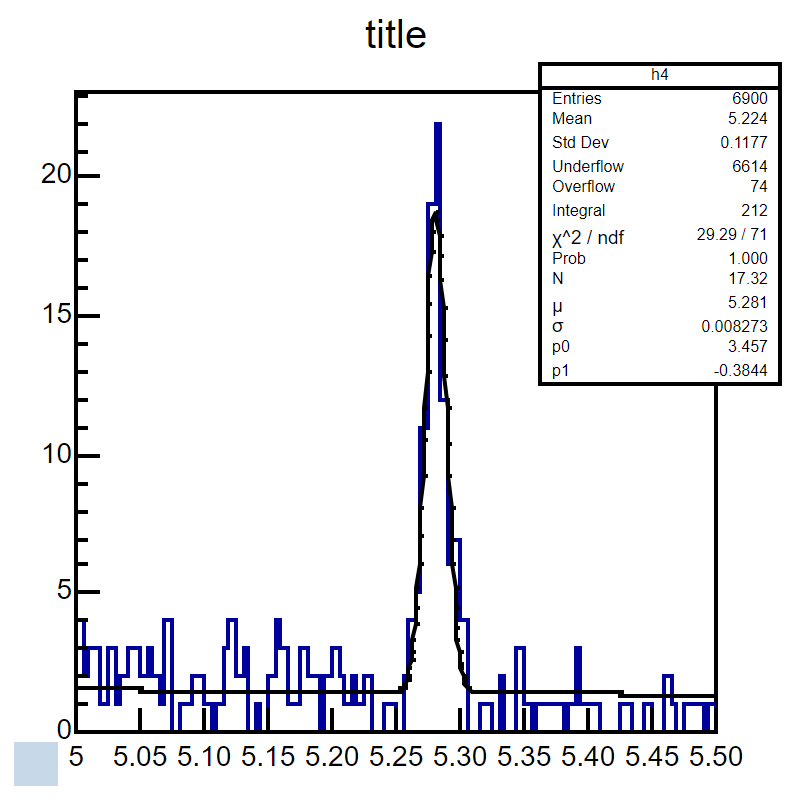 title
h4
Entries 6900
Mean 5.224
Std Dev 0.1177
Underflow 6614
Overflow 74
Integral 212
χ^2 / ndf 29.29 / 71
Prob 1.000
N 17.32
μ 5.281
σ 0.008273
p0 3.457
p1 -0.3844
20
15
10
5
0
5 5.05 5.10 5.15 5.20 5.25 5.30 5.35 5.40 5.45 5.50